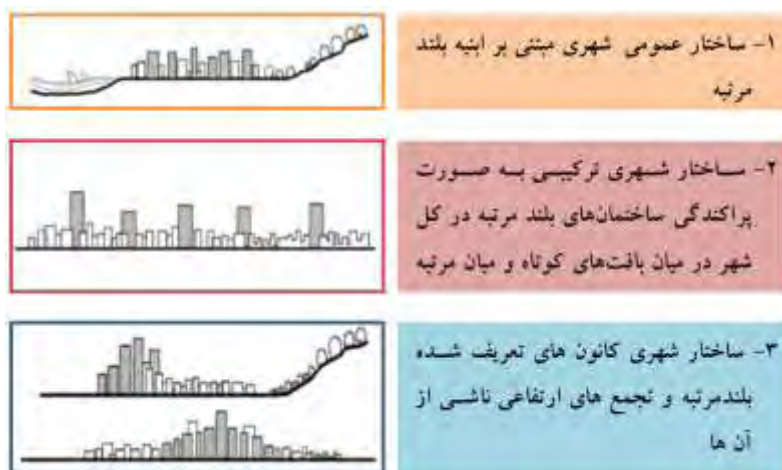 ۱- ساختار عمومی شهری مبتنی بر ابنیه بلند
مرتبه
۲- ساختار شهری ترکیبی به صورت
پراکندگی ساختمان‌های بلند مرتبه در کل
شهر در میان بافت‌های کوتاه و میان مرتبه
۳- ساختار شهری کانون های تعریف شده
بلندمرتبه و تجمع های ارتفاعی ناشی از
آن ها